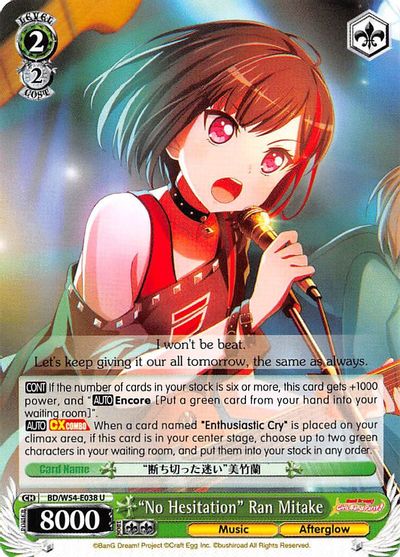 LEVEL
2
2
COST
I won't be beat.
Let's keep giving it our all tomorrow, the same as always.
CONT If the number of cards in your stock is six or more, this card gets +1000
power, and "AUTO Encore [Put a green card from your hand into your
waiting room]".
AUTO CX COMBO When a card named "Enthusiastic Cry" is placed on your
climax area, if this card is in your center stage, choose up to two green
characters in your waiting room, and put them into your stock in any order.
Card Name
"断ち切った迷い"美竹蘭
CH BD/W54-E038 U
"No Hesitation" Ran Mitake
POWER
8000
Music
Afterglow
©BanG Dream! Project ©Craft Egg Inc. ©bushiroad All Rights Reserved.